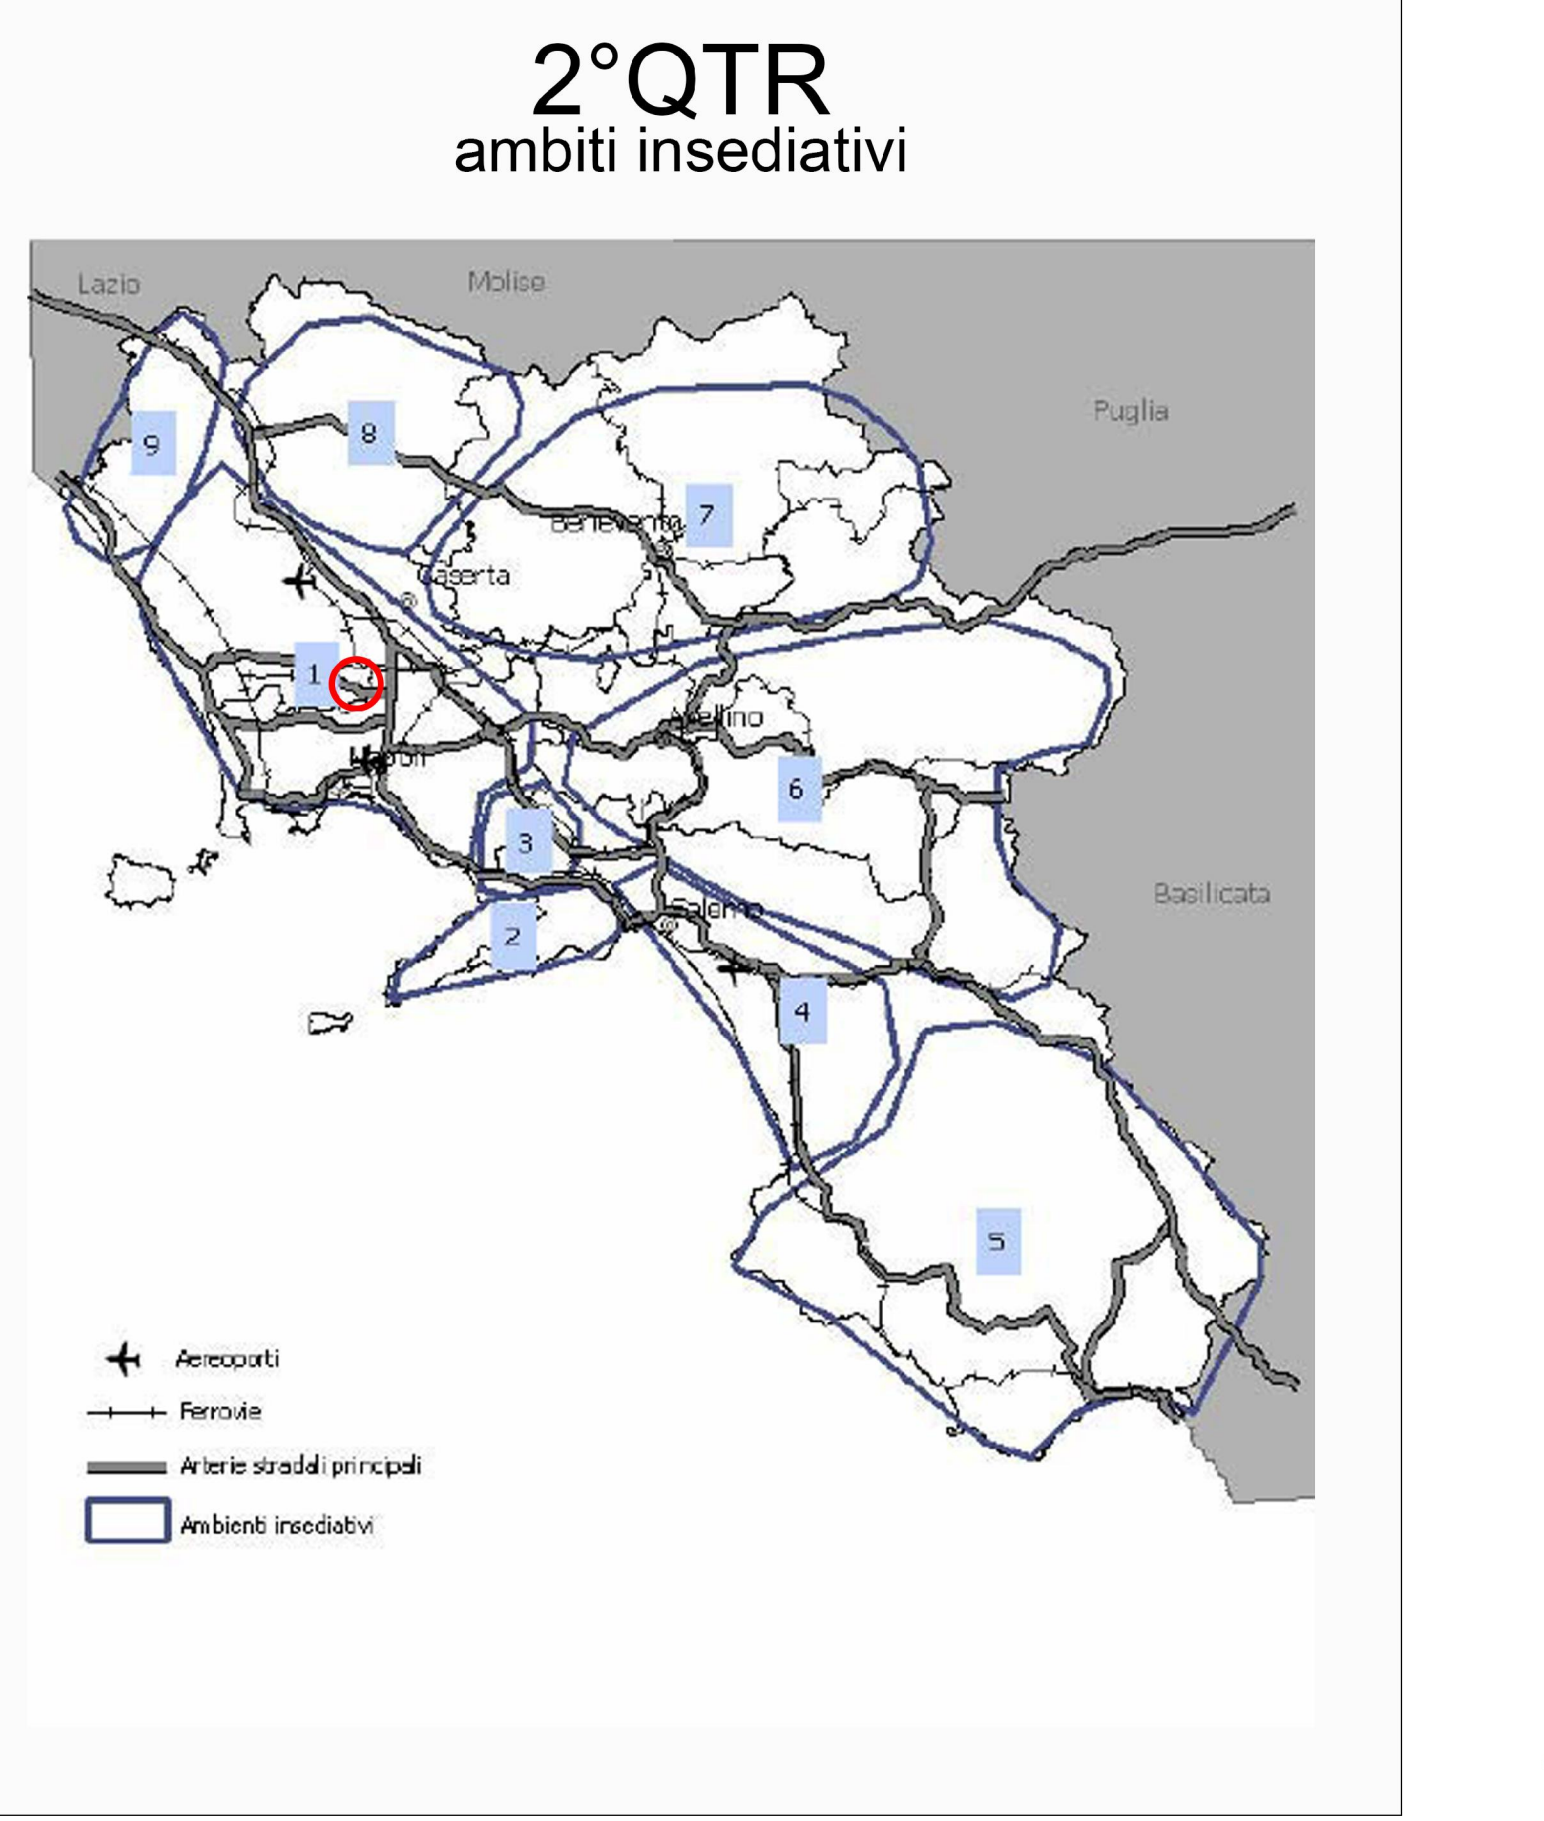 2°QTR
ambiti insediativi
Lazio
Molise
Puglia
9
8
7
Benevento
Caserta
1
Avellino
Napoli
6
3
Basilicata
Salerno
2
4
5
Aereoporti
Ferrovie
Arterie stradali principali
Ambienti insediativi